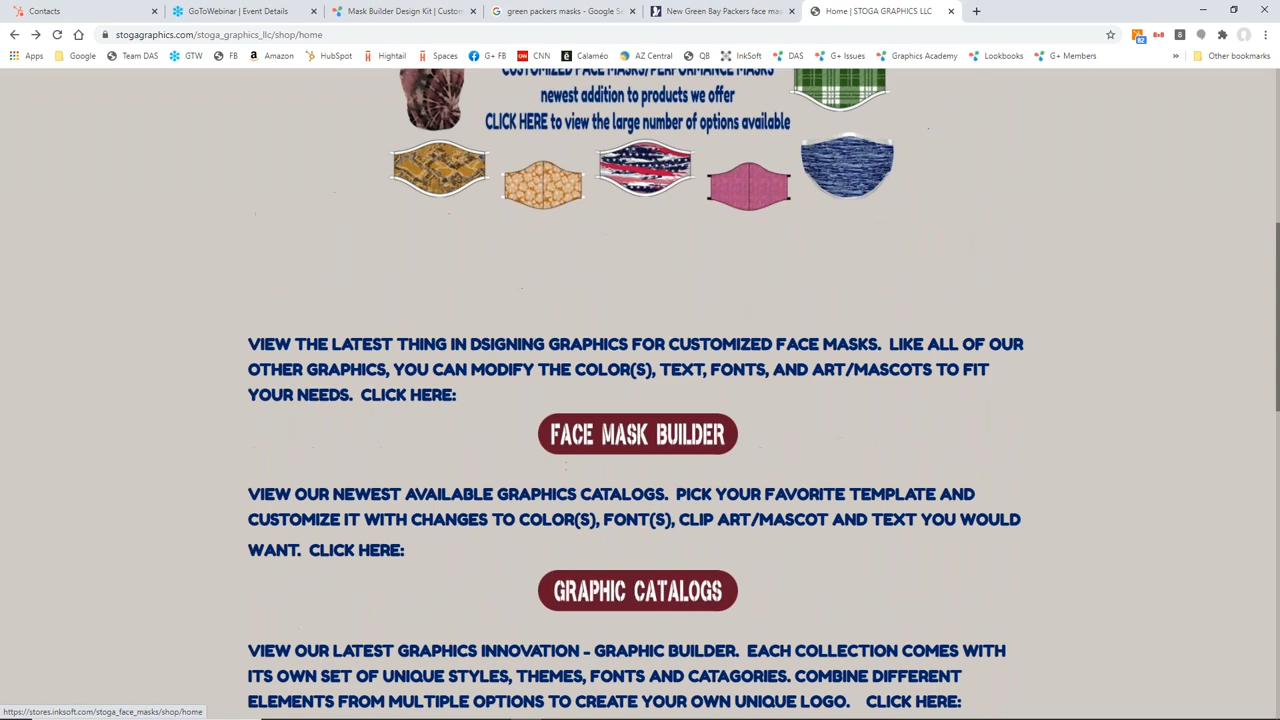 Contacts
GoToWebinar | Event Details
Mask Builder Design Kit | Custom
green packers masks - Google Se
New Green Bay Packers face mas
Home | STOGA GRAPHICS LLC
stogagraphics.com/stoga_graphics_llc/shop/home
62
8x8
Apps
Google
Team DAS
GTW
FB
Amazon
HubSpot
Hightail
Spaces
G+ FB
CNN
Calaméo
AZ Central
QB
InkSoft
DAS
G+ Issues
Graphics Academy
Lookbooks
G+ Members
»
Other bookmarks
CUSTOMIZED FACE MASKS/PERFORMANCE MASKS
newest addition to products we offer
CLICK HERE to view the large number of options available
VIEW THE LATEST THING IN DSIGNING GRAPHICS FOR CUSTOMIZED FACE MASKS. LIKE ALL OF OUR
OTHER GRAPHICS, YOU CAN MODIFY THE COLOR(S), TEXT, FONTS, AND ART/MASCOTS TO FIT
YOUR NEEDS. CLICK HERE:
FACE MASK BUILDER
VIEW OUR NEWEST AVAILABLE GRAPHICS CATALOGS. PICK YOUR FAVORITE TEMPLATE AND
CUSTOMIZE IT WITH CHANGES TO COLOR(S), FONT(S), CLIP ART/MASCOT AND TEXT YOU WOULD
WANT. CLICK HERE:
GRAPHIC CATALOGS
VIEW OUR LATEST GRAPHICS INNOVATION - GRAPHIC BUILDER. EACH COLLECTION COMES WITH
ITS OWN SET OF UNIQUE STYLES, THEMES, FONTS AND CATAGORIES. COMBINE DIFFERENT
ELEMENTS FROM MULTIPLE OPTIONS TO CREATE YOUR OWN UNIQUE LOGO. CLICK HERE:
https://stores.inksoft.com/stoga_face_masks/shop/home